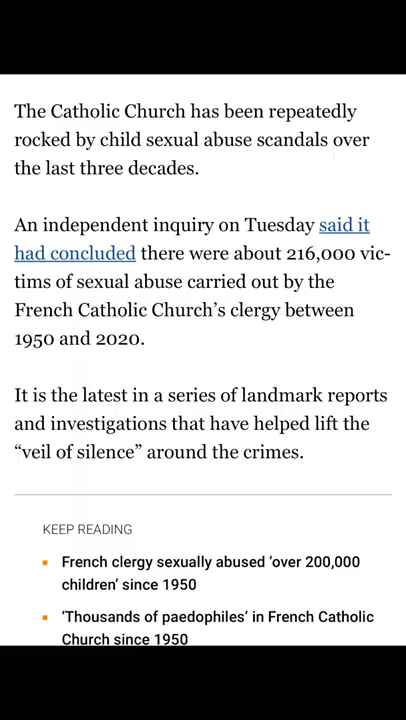 The Catholic Church has been repeatedly
rocked by child sexual abuse scandals over
the last three decades.
An independent inquiry on Tuesday said it
had concluded there were about 216,000 vic-
tims of sexual abuse carried out by the
French Catholic Church’s clergy between
1950 and 2020.
It is the latest in a series of landmark reports
and investigations that have helped lift the
“veil of silence” around the crimes.
KEEP READING
French clergy sexually abused ‘over 200,000
children’ since 1950
‘Thousands of paedophiles’ in French Catholic
Church since 1950